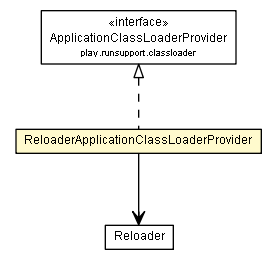 «interface»
ApplicationClassLoaderProvider
play.runsupport.classloader
ReloaderApplicationClassLoaderProvider
Reloader